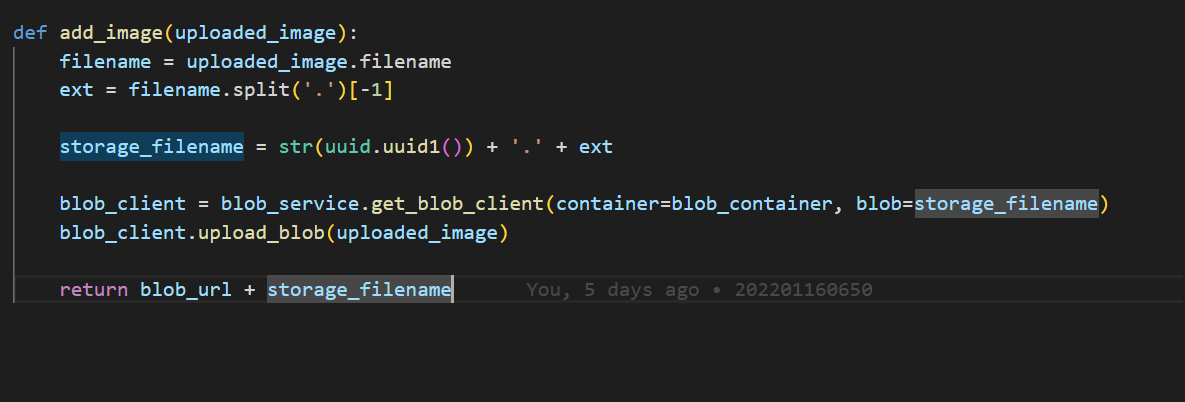 def add_image(uploaded_image):
    filename = uploaded_image.filename
    ext = filename.split('.')[-1]
    storage_filename = str(uuid.uuid1()) + '.' + ext
    blob_client = blob_service.get_blob_client(container=blob_container, blob=storage_filename)
    blob_client.upload_blob(uploaded_image)
    return blob_url + storage_filename You, 5 days ago • 202201160650